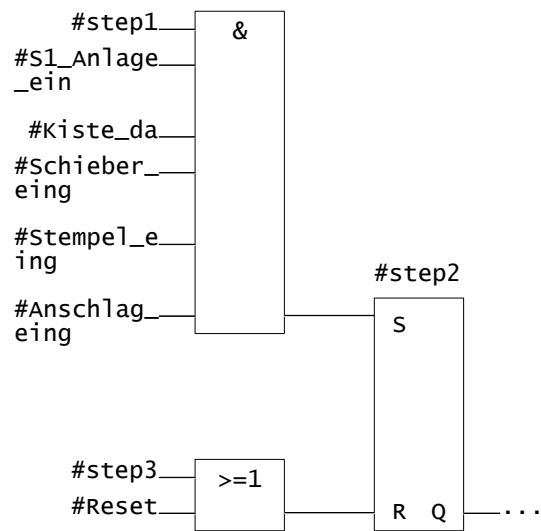 #step1
&
#S1_Anlage
_ein
#Kiste_da
#Schieber_
eing
#Stempel_e
ing
#step2
#Anschlag_
eing
S
#step3
>=1
#Reset
R Q ...